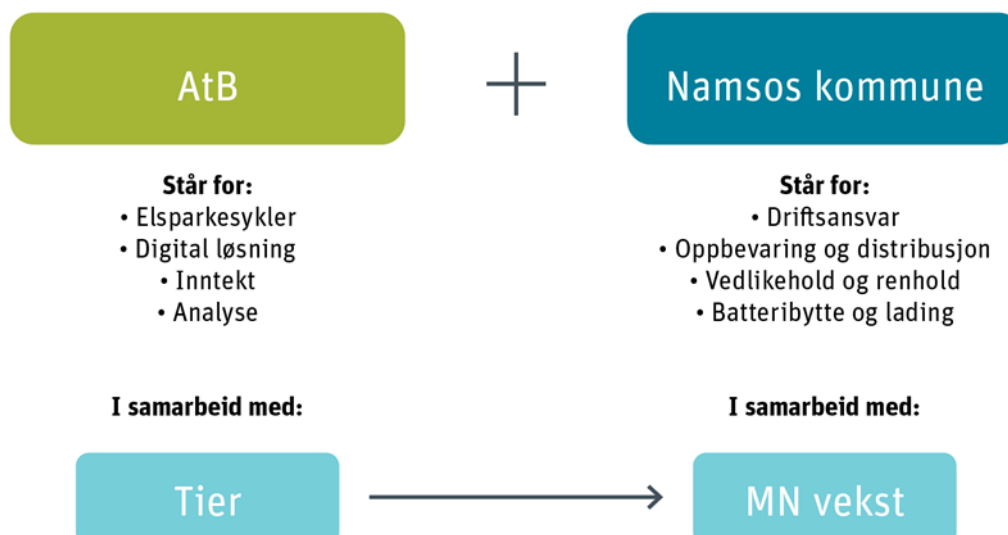 AtB
+
Namsos kommune
Står for:
• Elsparkesykler
• Digital løsning
• Inntekt
• Analyse
Står for:
• Driftsansvar
• Oppbevaring og distribusjon
• Vedlikehold og renhold
• Batteribytte og lading
I samarbeid med:
Tier
I samarbeid med:
MN vekst